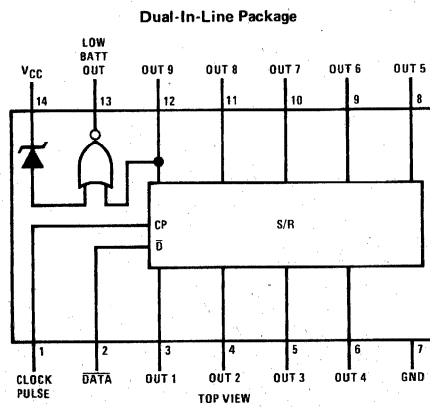 Dual-In-Line Package
LOW
BATT
OUT
VCC
OUT 9
OUT 8
OUT 7
OUT 6
OUT 5
14
13
12
11
10
9
8
CP
D̅
S/R
1
2
3
4
5
6
7
CLOCK
PULSE
D̅A̅T̅A̅
OUT 1
OUT 2
OUT 3
OUT 4
GND
TOP VIEW